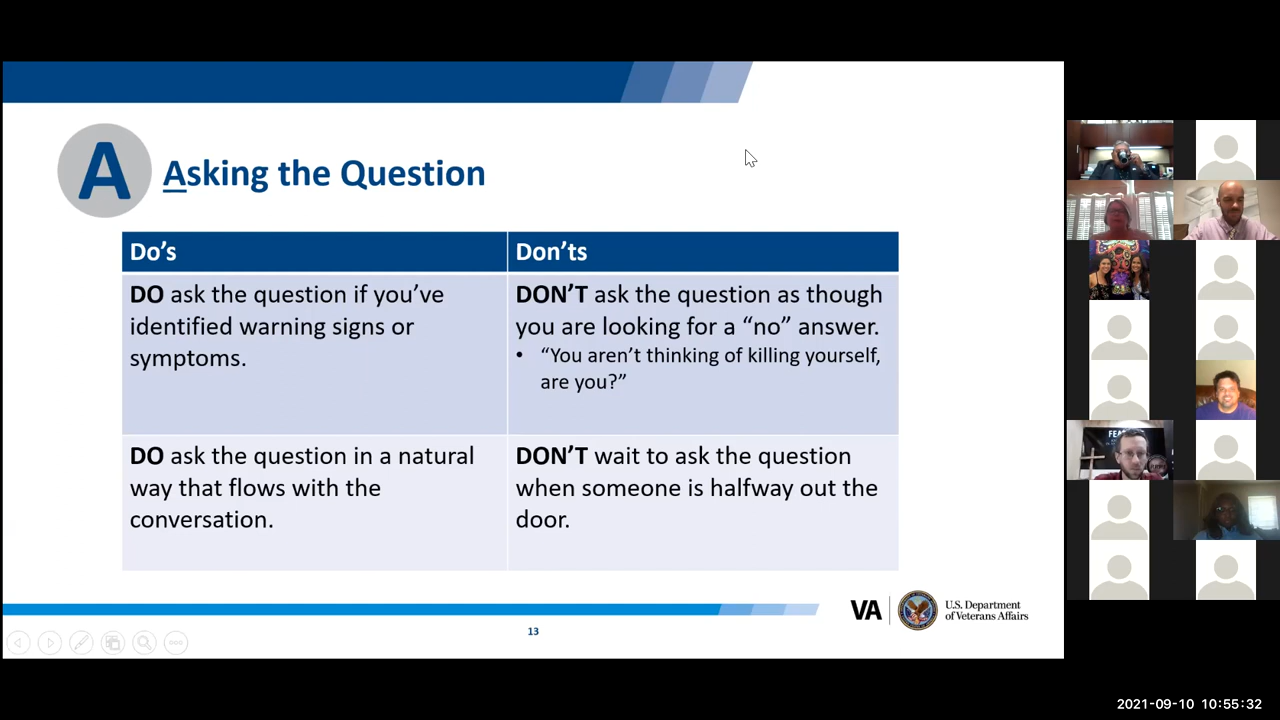 A
Asking the Question
Do’s
Don’ts
DO ask the question if you’ve
identified warning signs or
symptoms.
DON’T ask the question as though
you are looking for a “no” answer.
• “You aren’t thinking of killing yourself,
are you?”
DO ask the question in a natural
way that flows with the
conversation.
DON’T wait to ask the question
when someone is halfway out the
door.
VA
U.S. Department
of Veterans Affairs
13
2021-09-10 10:55:32